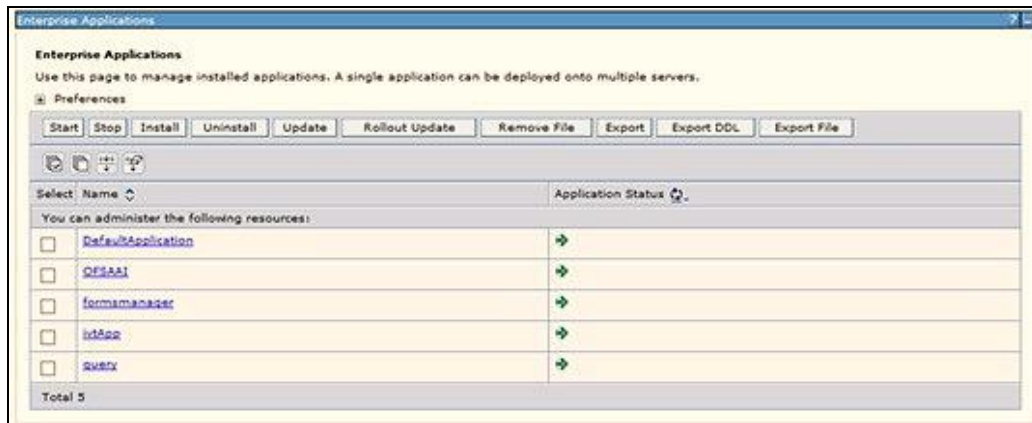 Enterprise Applications
?
Enterprise Applications
Use this page to manage installed applications. A single application can be deployed onto multiple servers.
Preferences
Start Stop Install Uninstall Update Rollout Update Remove File Export Export DDL Export File
Select Name Application Status
You can administer the following resources:
DefaultApplication
OFSAAI
formsmanager
ivtApp
query
Total 5